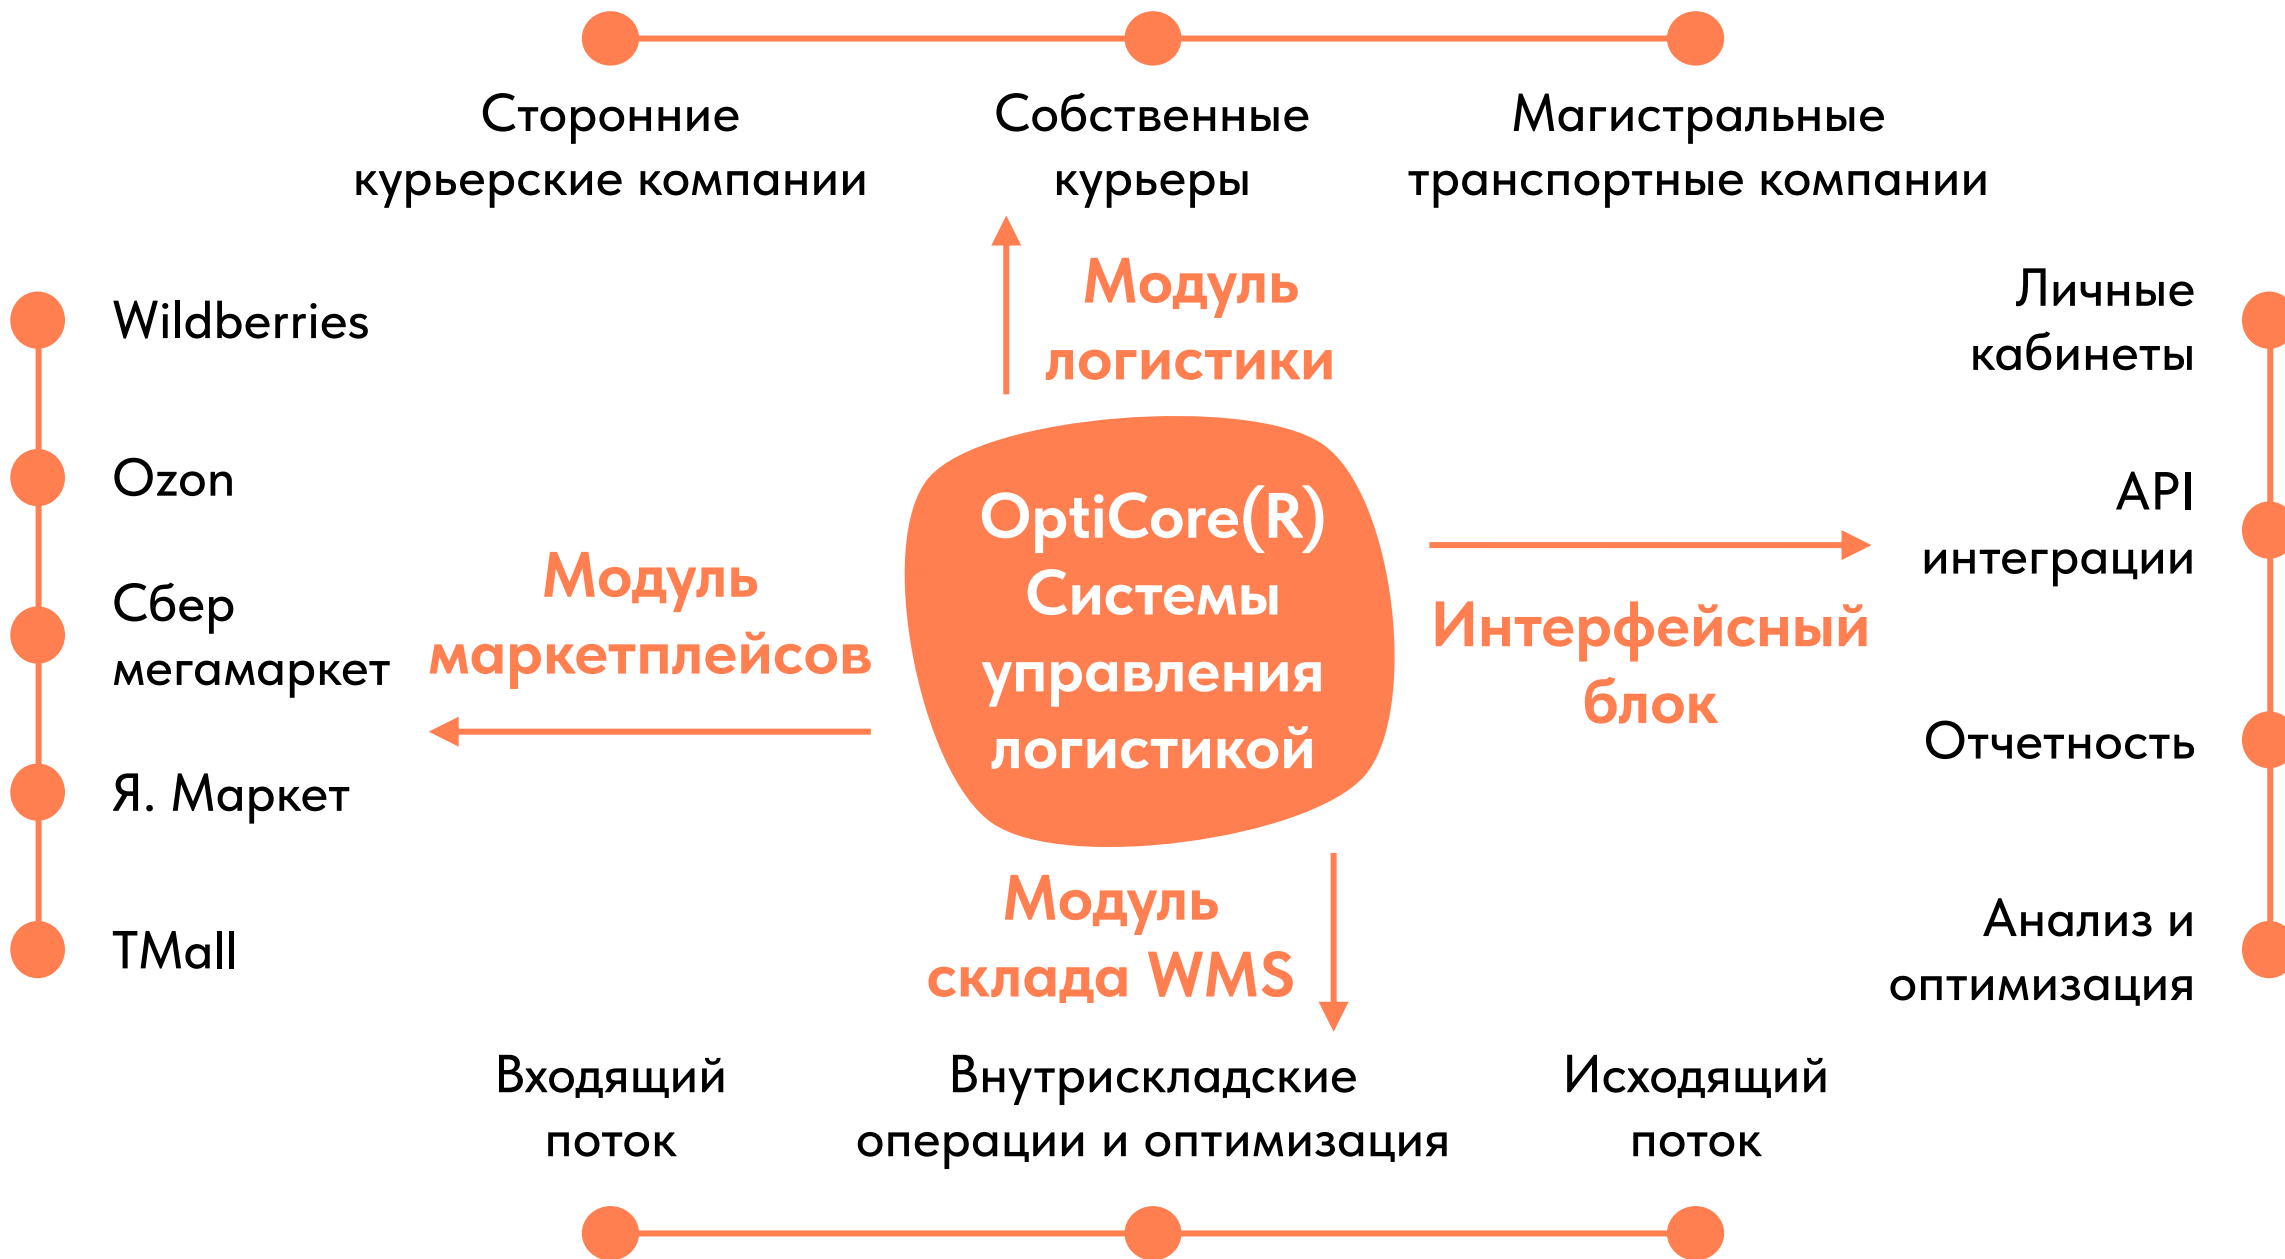 Сторонние
курьерские компании
Собственные
курьеры
Магистральные
транспортные компании
Модуль
логистики
Wildberries
Ozon
Сбер
мегамаркет
Я. Маркет
TMall
Модуль
маркетплейсов
OptiCore(R)
Системы
управления
логистикой
Интерфейсный
блок
Личные
кабинеты
API
интеграции
Отчетность
Анализ и
оптимизация
Модуль
склада WMS
Входящий
поток
Внутрискладские
операции и оптимизация
Исходящий
поток